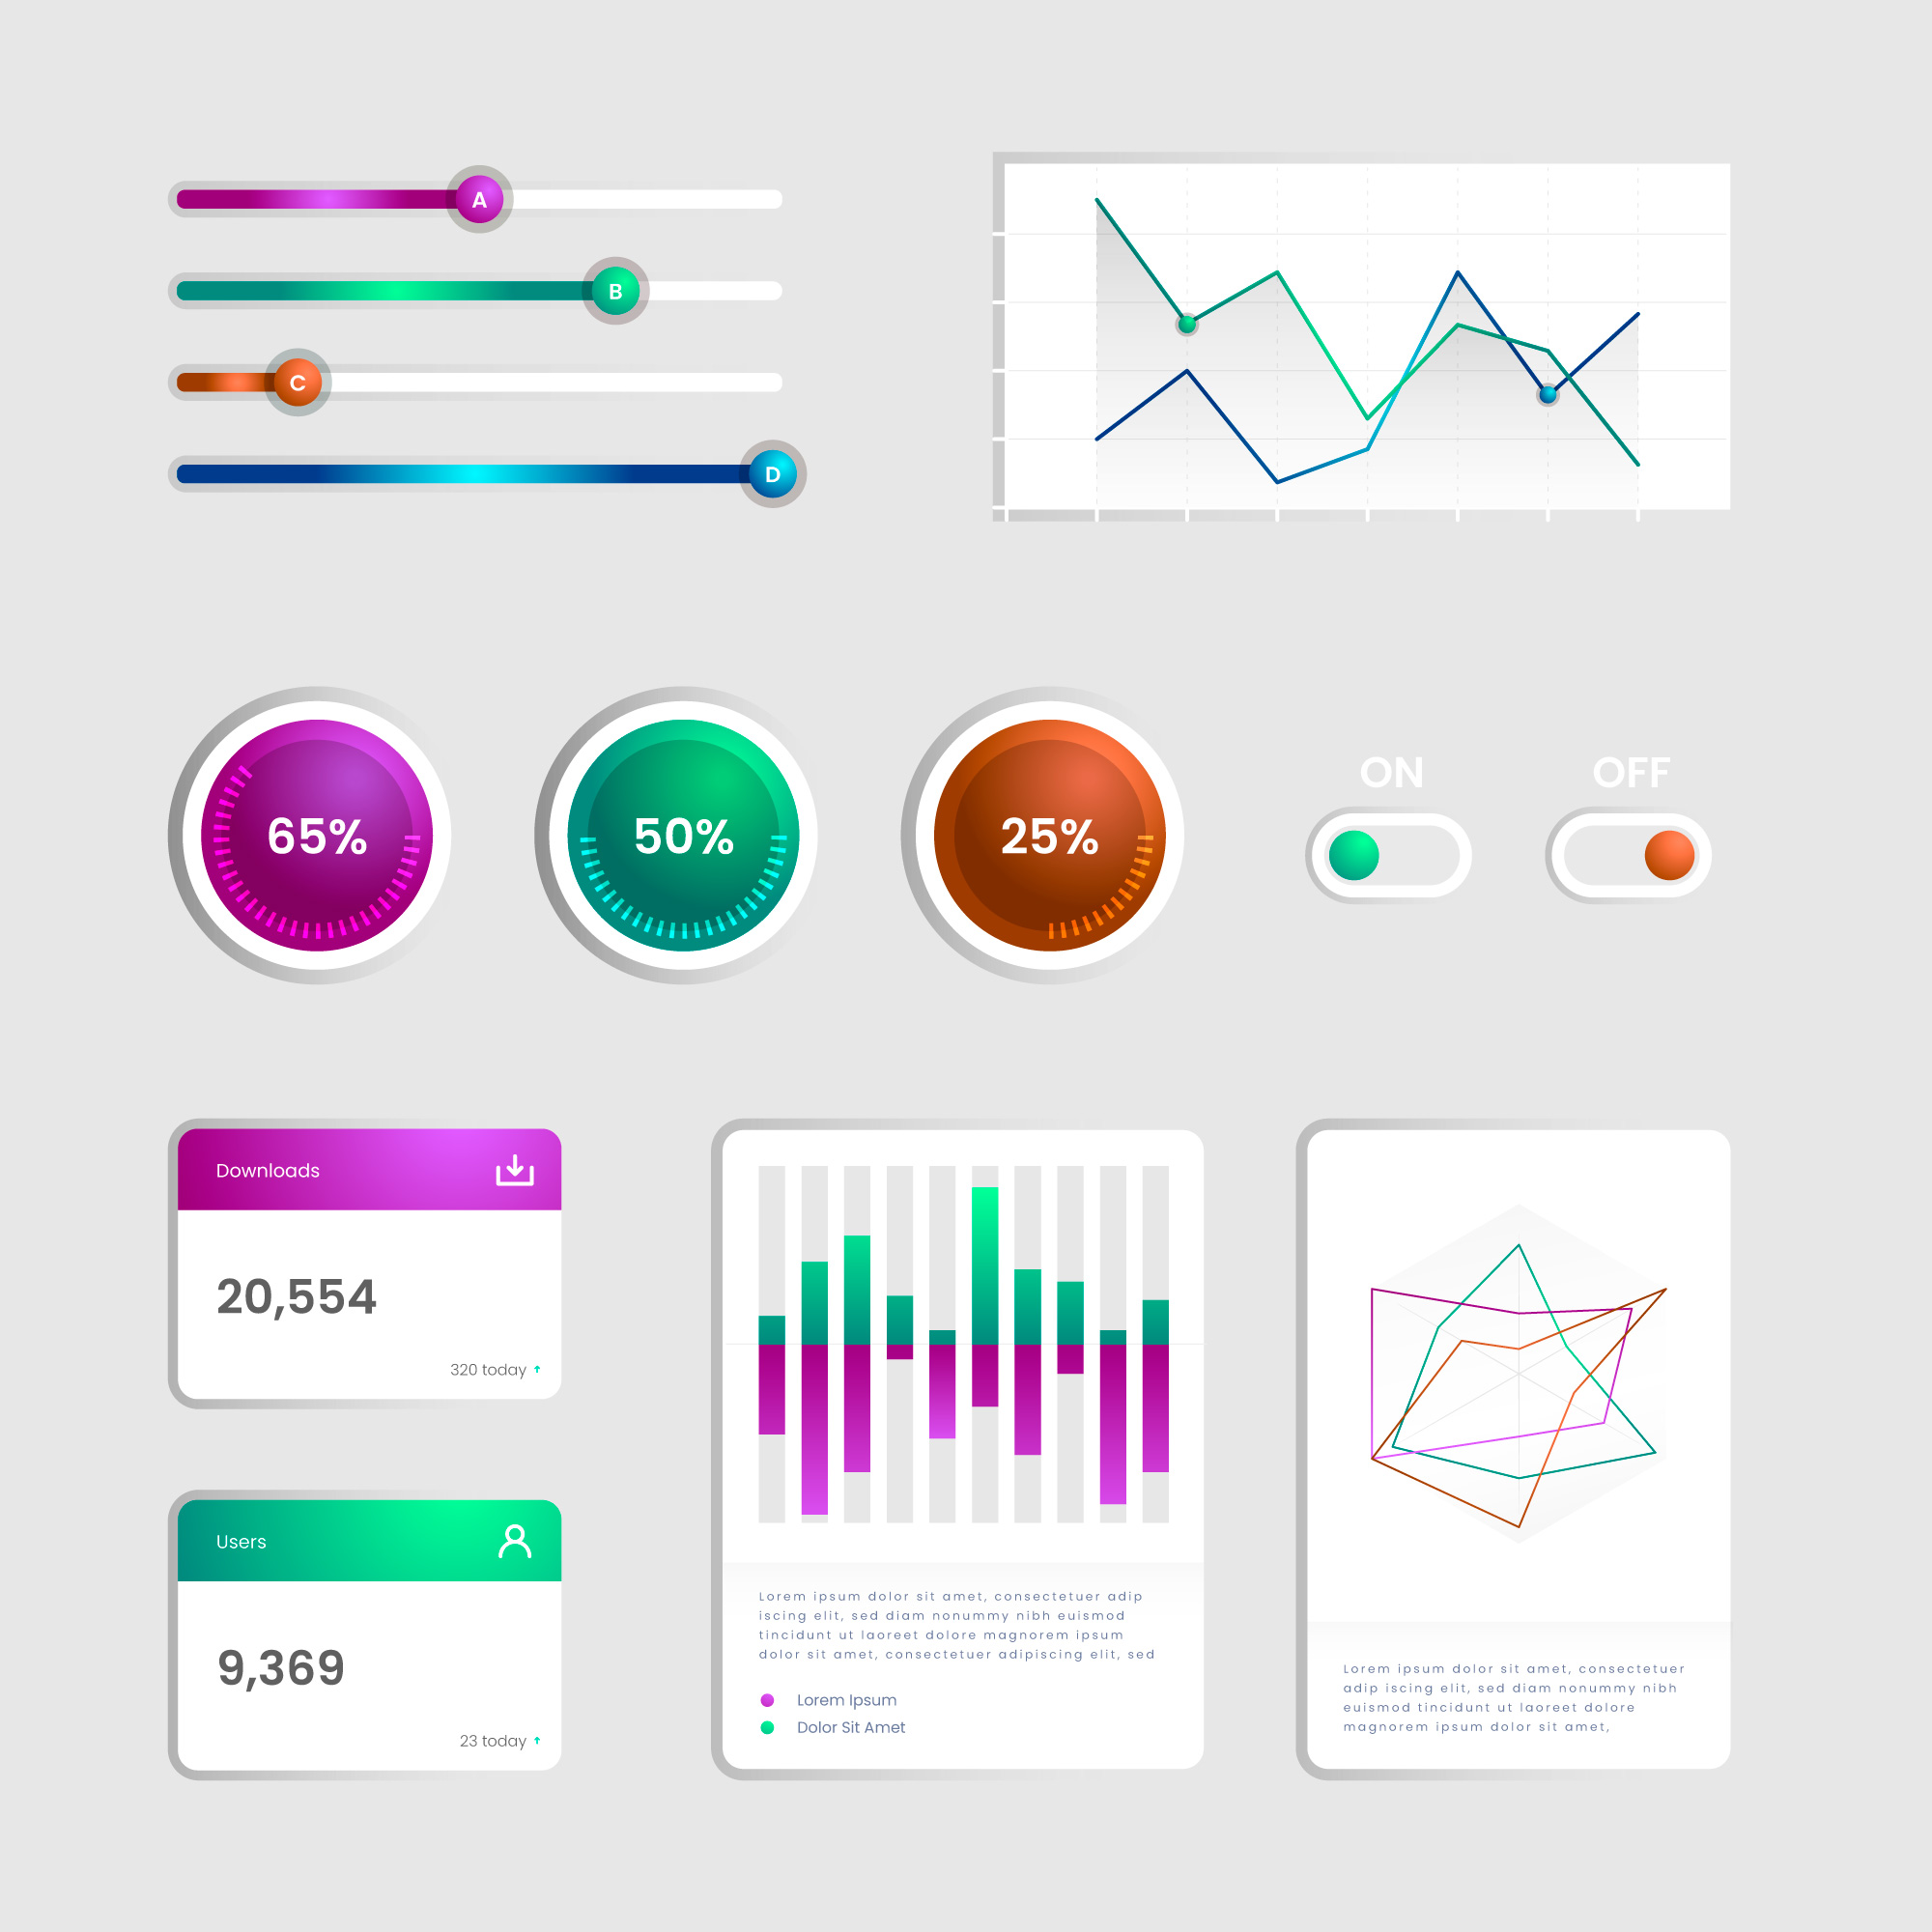 A
B
C
D
65%
50%
25%
ON
OFF
Downloads
20,554
320 today
Users
9,369
23 today
Lorem ipsum dolor sit amet, consectetuer adip
iscing elit, sed diam nonummy nibh euismod
tincidunt ut laoreet dolore magnorem ipsum
dolor sit amet, consectetuer adipiscing elit, sed
Lorem Ipsum
Dolor Sit Amet
Lorem ipsum dolor sit amet, consectetuer
adip iscing elit, sed diam nonummy nibh
euismod tincidunt ut laoreet dolore
magnorem ipsum dolor sit amet,